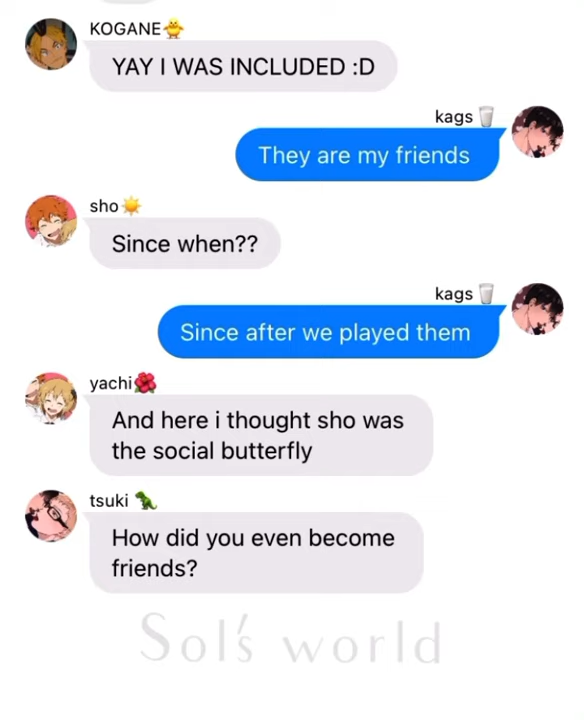 KOGANE🐥
YAY I WAS INCLUDED :D
kags🥛
They are my friends
sho☀️
Since when??
kags🥛
Since after we played them
yachi🌺
And here i thought sho was
the social butterfly
tsuki 🦖
How did you even become
friends?
Sol's world